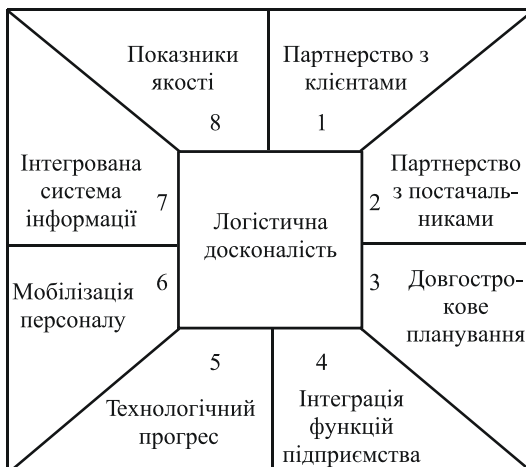 Показники
якості
8
Партнерство з
клієнтами
1
Партнерство
з постачаль-
никами
2
Довгостро-
кове
планування
3
4
Інтеграція
функцій
підприємства
5
Технологічний
прогрес
6
Мобілізація
персоналу
Інтегрована
система
інформації
7
Логістична
досконалість